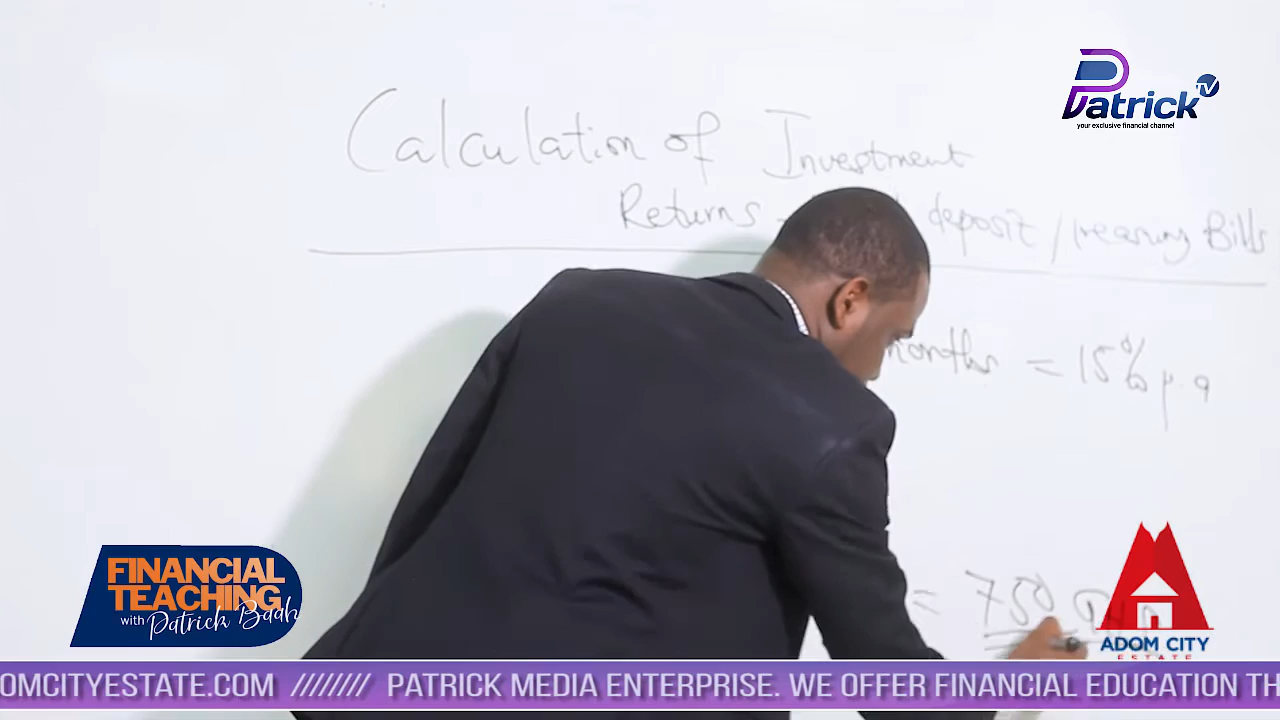 Patrick TV
your exclusive financial channel
Calculation of Investment
Returns - deposit / Treasury Bills
months = 15% p.a
= 750
FINANCIAL
TEACHING
with Patrick Baah
ADOM CITY
ESTATE
OMCITYESTATE.COM //////// PATRICK MEDIA ENTERPRISE. WE OFFER FINANCIAL EDUCATION TH